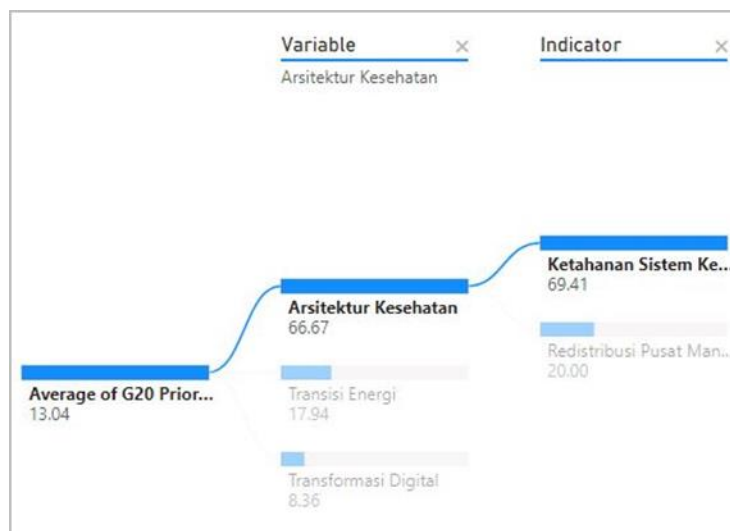 Variable
Indicator
Arsitektur Kesehatan
Ketahanan Sistem Ke...
69.41
Arsitektur Kesehatan
66.67
Redistribusi Pusat Man...
20.00
Average of G20 Prior...
13.04
Transisi Energi
17.94
Transformasi Digital
8.36